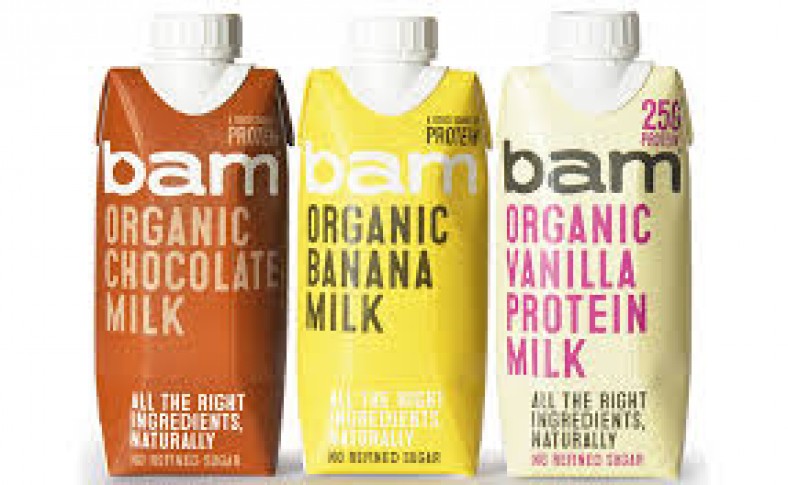 PROTEIN
bam
ORGANIC
CHOCOLATE
MILK
ALL THE RIGHT
INGREDIENTS,
NATURALLY
NO REFINED SUGAR
PROTEIN
bam
ORGANIC
BANANA
MILK
ALL THE RIGHT
INGREDIENTS,
NATURALLY
NO REFINED SUGAR
25G
PROTEIN
bam
ORGANIC
VANILLA
PROTEIN
MILK
ALL THE RIGHT
INGREDIENTS,
NATURALLY
NO REFINED SUGAR